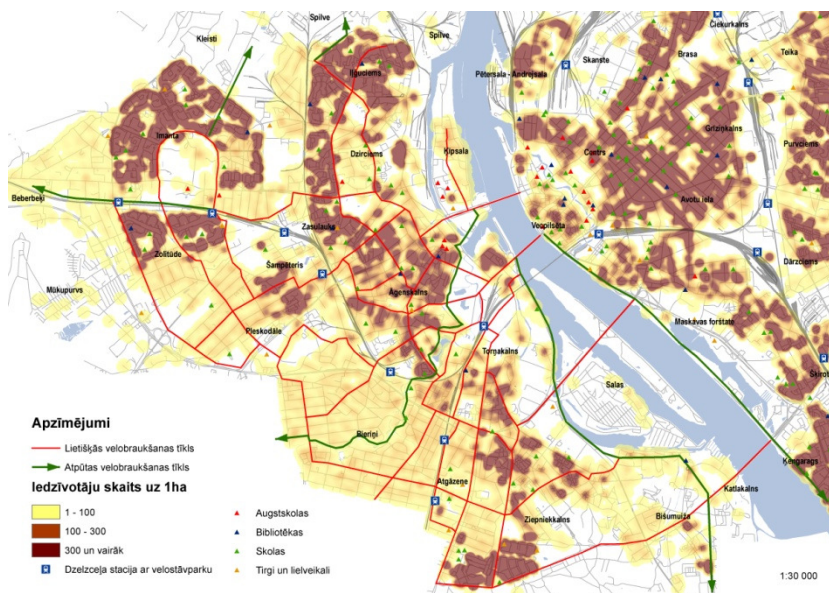 Spilve
Kleisti
Spilve
Čiekurkalns
Iļģuciems
Skanste
Brasa
Teika
Pētersala - Andrejsala
Imanta
Grīziņkalns
Dzirciems
Ķīpsala
Centrs
Purvciems
Beberbeķi
Avotu iela
Zasulauks
Vecpilsēta
Zolitūde
Šampēteris
Dārzciems
Mūkupurvs
Āgenskalns
Maskavas forštate
Pleskodāle
Torņakalns
Salas
Apzīmējumi
Bieriņi
Lietišķās velobraukšanas tīkls
Atpūtas velobraukšanas tīkls
Iedzīvotāju skaits uz 1ha
Ķengarags
Atgāzene
Katlakalns
1 - 100
Augstskolas
Ziepniekkalns
Bišumuiža
100 - 300
Bibliotēkas
300 un vairāk
Skolas
Dzelzceļa stacija ar velostāvparku
Tirgi un lielveikali
1:30 000